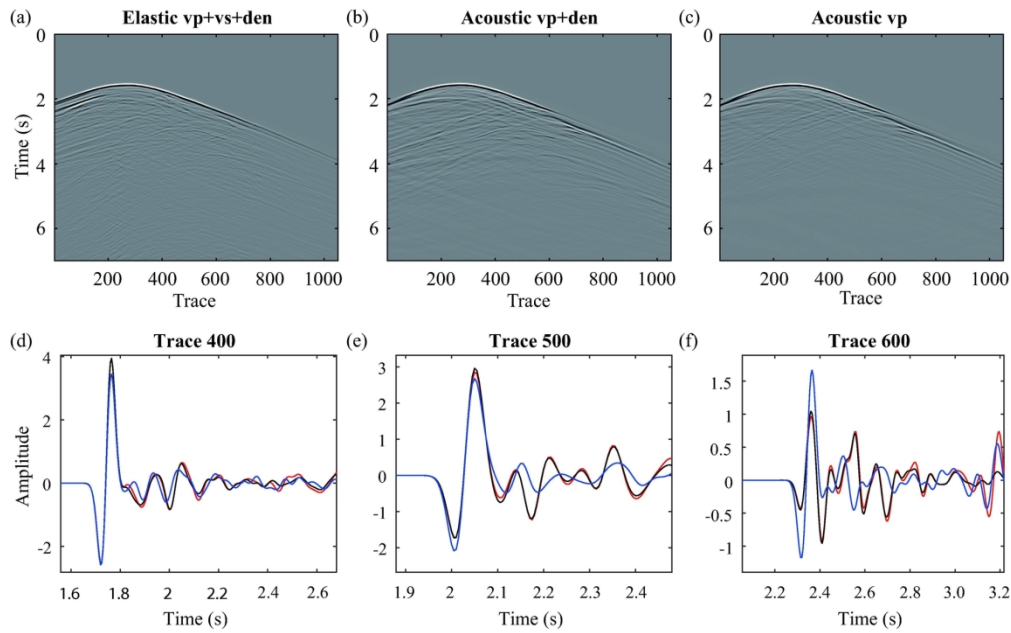 (a) Elastic vp+vs+den
(b) Acoustic vp+den
(c) Acoustic vp
0 0 0
2 2 2
4 4 4
6 6 6
Time (s)
200 400 600 800 1000 200 400 600 800 1000 200 400 600 800 1000
Trace Trace Trace
(d) Trace 400
(e) Trace 500
(f) Trace 600
Amplitude
4
2
0
-2
1.6 1.8 2 2.2 2.4 2.6
Time (s)
3
2
1
0
-1
-2
1.9 2 2.1 2.2 2.3 2.4
Time (s)
1.5
1
0.5
0
-0.5
-1
2.2 2.4 2.6 2.8 3.0 3.2
Time (s)